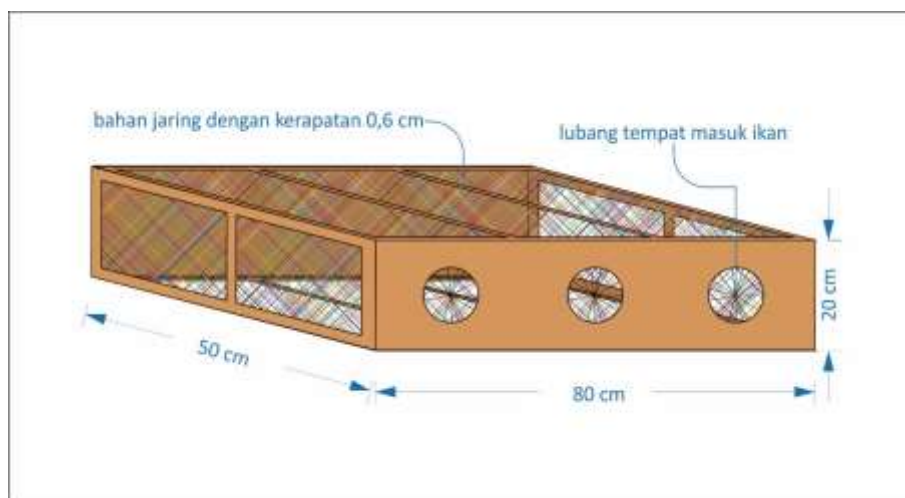 bahan jaring dengan kerapatan 0,6 cm
lubang tempat masuk ikan
20 cm
50 cm
80 cm